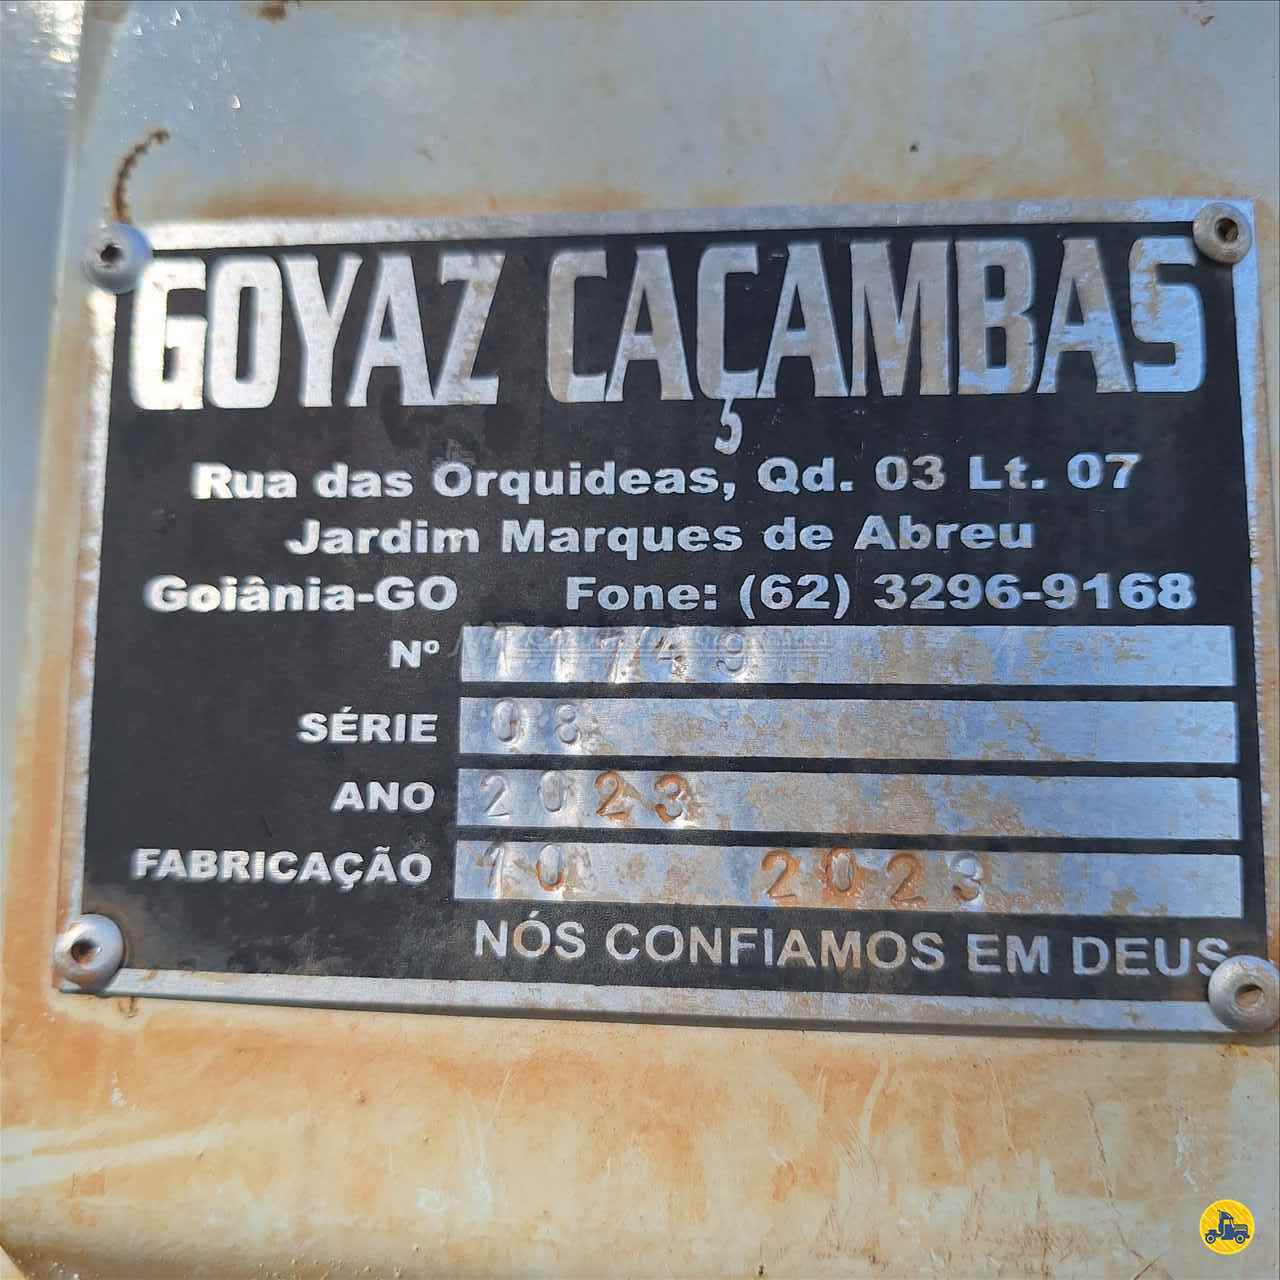 GOYAZ CAÇAMBAS
Rua das Orquideas, Qd. 03 Lt. 07
Jardim Marques de Abreu
Goiânia-GO Fone: (62) 3296-9168
Nº
SÉRIE 08
ANO 2023
FABRICAÇÃO 10 2023
NÓS CONFIAMOS EM DEUS